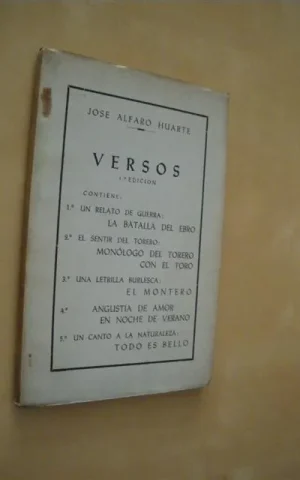 JOSE ALFARO HUARTE
VERSOS
1.ª EDICION
CONTIENE:
1.º UN RELATO DE GUERRA:
LA BATALLA DEL EBRO
2.º EL SENTIR DEL TORERO:
MONÓLOGO DEL TORERO
CON EL TORO
3.º UNA LETRILLA BURLESCA:
EL MONTERO
4.º ANGUSTIA DE AMOR
EN NOCHE DE VERANO
5.º UN CANTO A LA NATURALEZA:
TODO ES BELLO